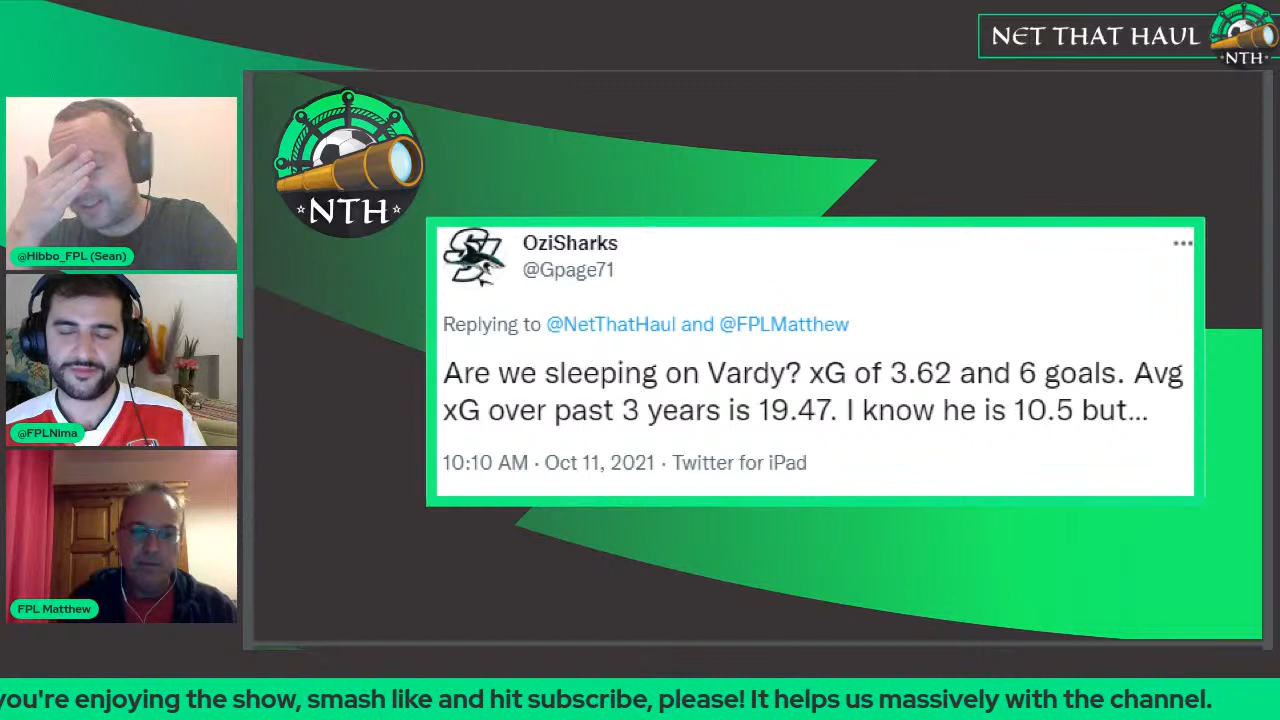 NET THAT HAUL
NTH
NTH
@Hibbo_FPL (Sean)
@FPLNima
FPL Matthew
OziSharks
@Gpage71
Replying to @NetThatHaul and @FPLMatthew
Are we sleeping on Vardy? xG of 3.62 and 6 goals. Avg
xG over past 3 years is 19.47. I know he is 10.5 but...
10:10 AM · Oct 11, 2021 · Twitter for iPad
you're enjoying the show, smash like and hit subscribe, please! It helps us massively with the channel.